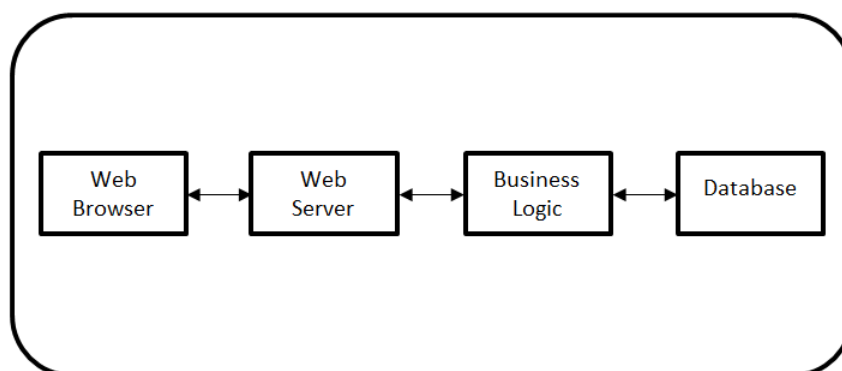 Web
Browser
Web
Server
Business
Logic
Database